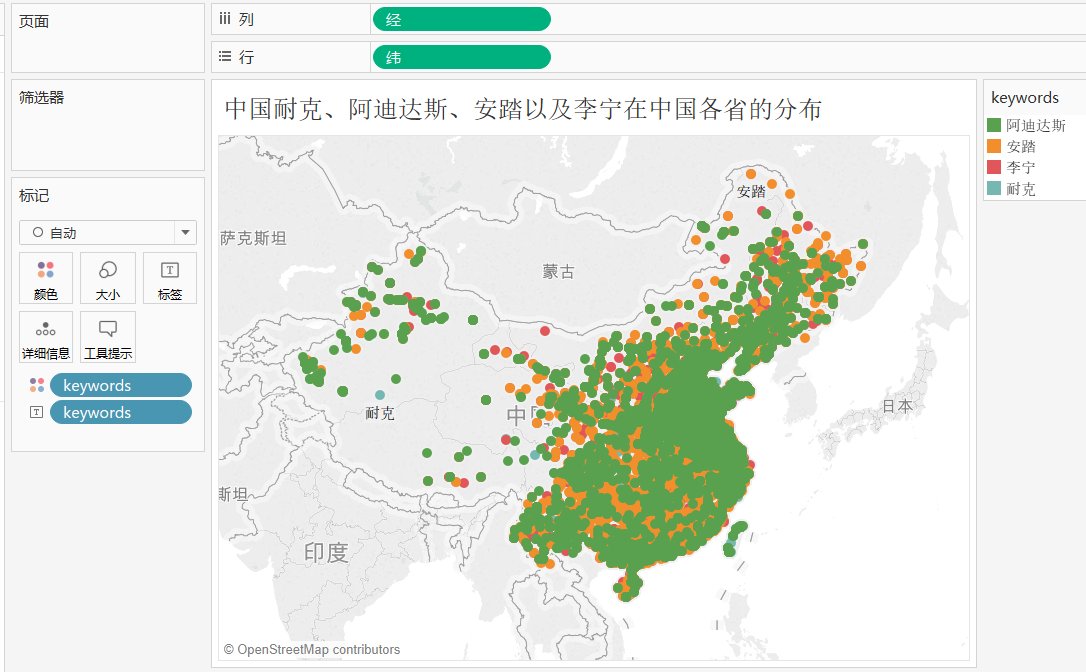 页面
列
经
行
纬
筛选器
标记
自动
颜色
大小
标签
详细信息
工具提示
keywords
keywords
中国耐克、阿迪达斯、安踏以及李宁在中国各省的分布
安踏
萨克斯坦
蒙古
耐克
中
日本
斯坦
印度
© OpenStreetMap contributors
keywords
阿迪达斯
安踏
李宁
耐克